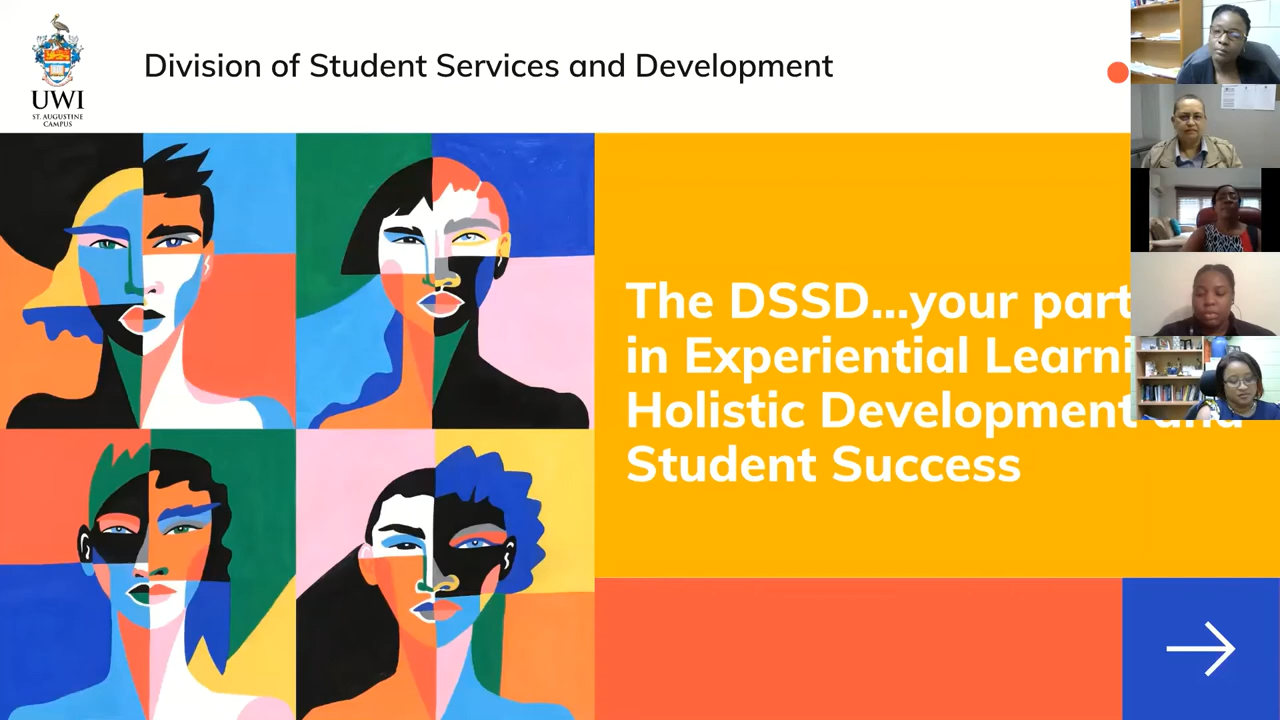 Division of Student Services and Development
UWI
ST. AUGUSTINE
CAMPUS
The DSSD...your part
in Experiential Learni
Holistic Development and
Student Success